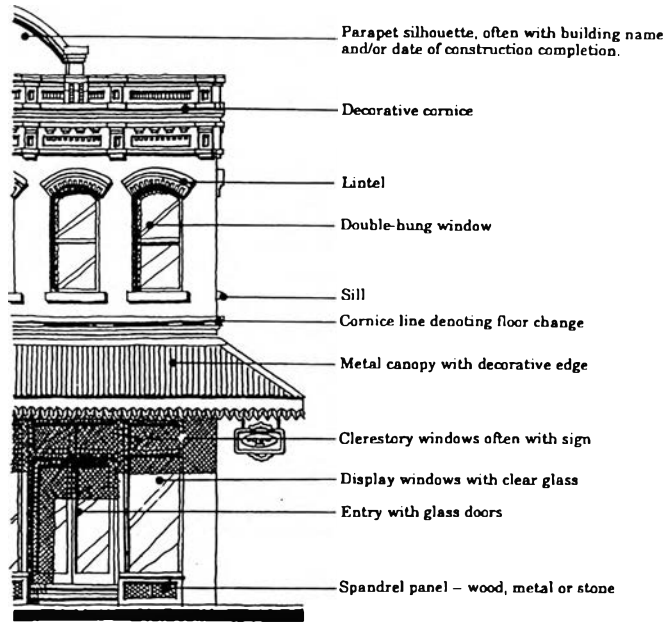 Parapet silhouette, often with building name
and/or date of construction completion.
Decorative cornice
Lintel
Double-hung window
Sill
Cornice line denoting floor change
Metal canopy with decorative edge
Clerestory windows often with sign
Display windows with clear glass
Entry with glass doors
Spandrel panel – wood, metal or stone